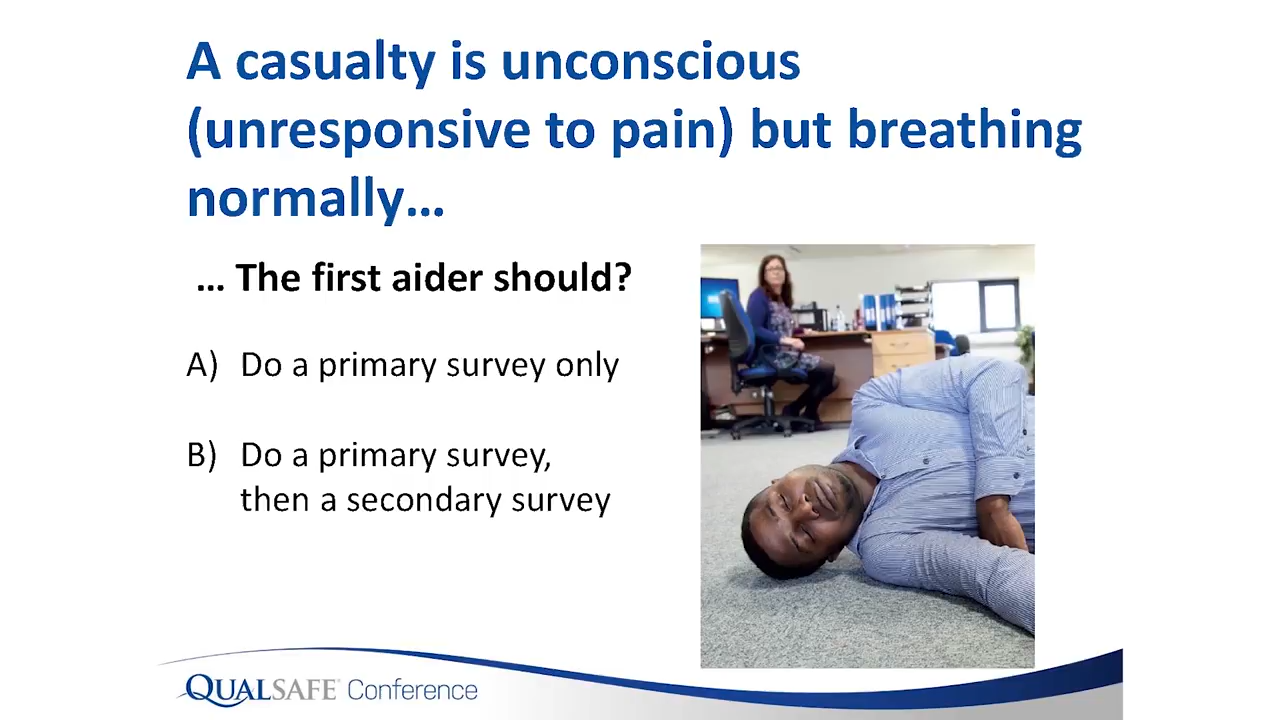 A casualty is unconscious
(unresponsive to pain) but breathing
normally…
… The first aider should?
A) Do a primary survey only
B) Do a primary survey,
then a secondary survey
QUALSAFE® Conference